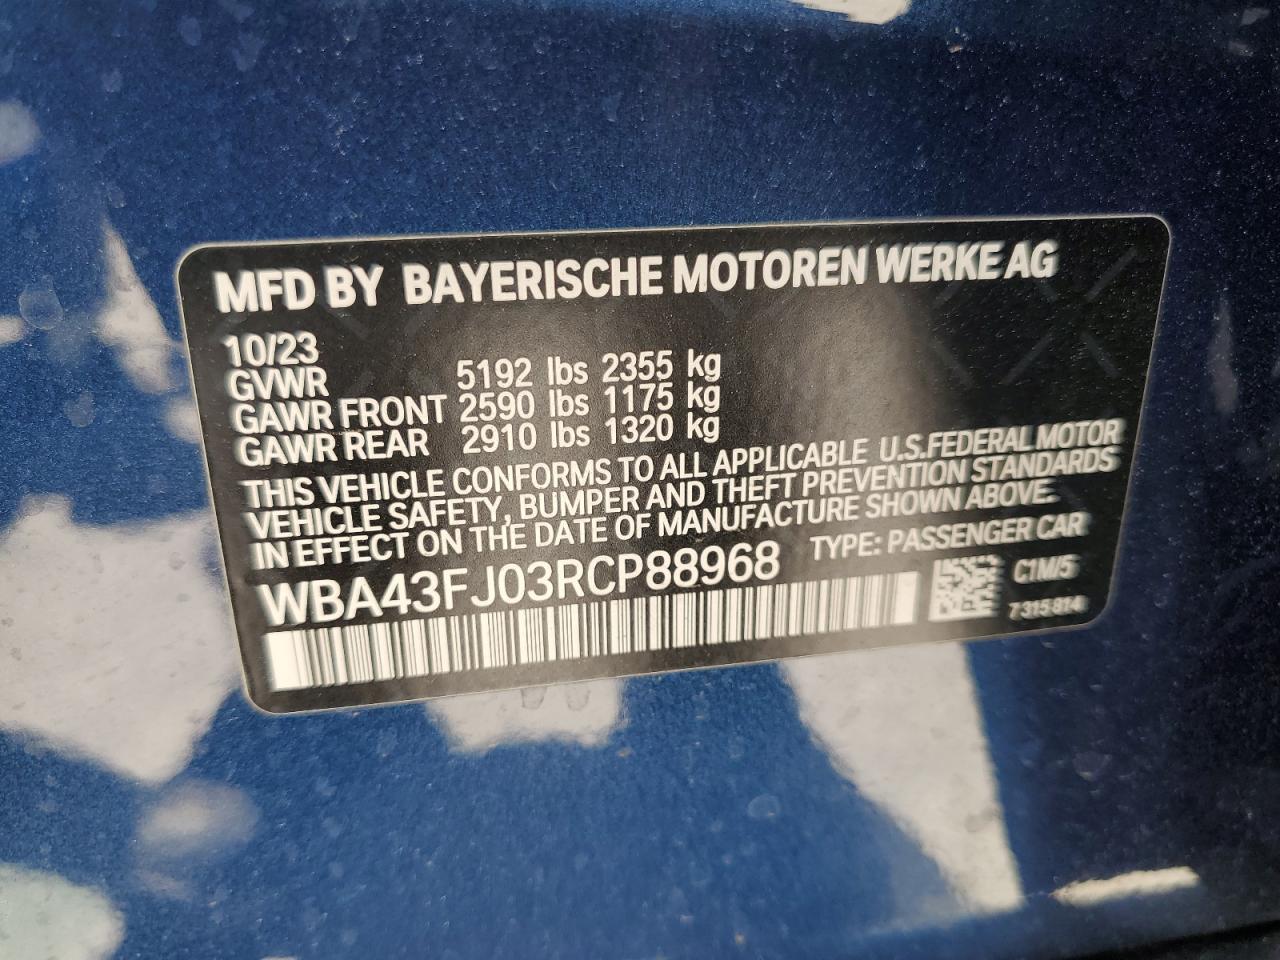 MFD BY BAYERISCHE MOTOREN WERKE AG
10/23
GVWR 5192 lbs 2355 kg
GAWR FRONT 2590 lbs 1175 kg
GAWR REAR 2910 lbs 1320 kg
THIS VEHICLE CONFORMS TO ALL APPLICABLE U.S.FEDERAL MOTOR
VEHICLE SAFETY, BUMPER AND THEFT PREVENTION STANDARDS
IN EFFECT ON THE DATE OF MANUFACTURE SHOWN ABOVE.
WBA43FJ03RCP88968 TYPE: PASSENGER CAR
C1M/5
7315814